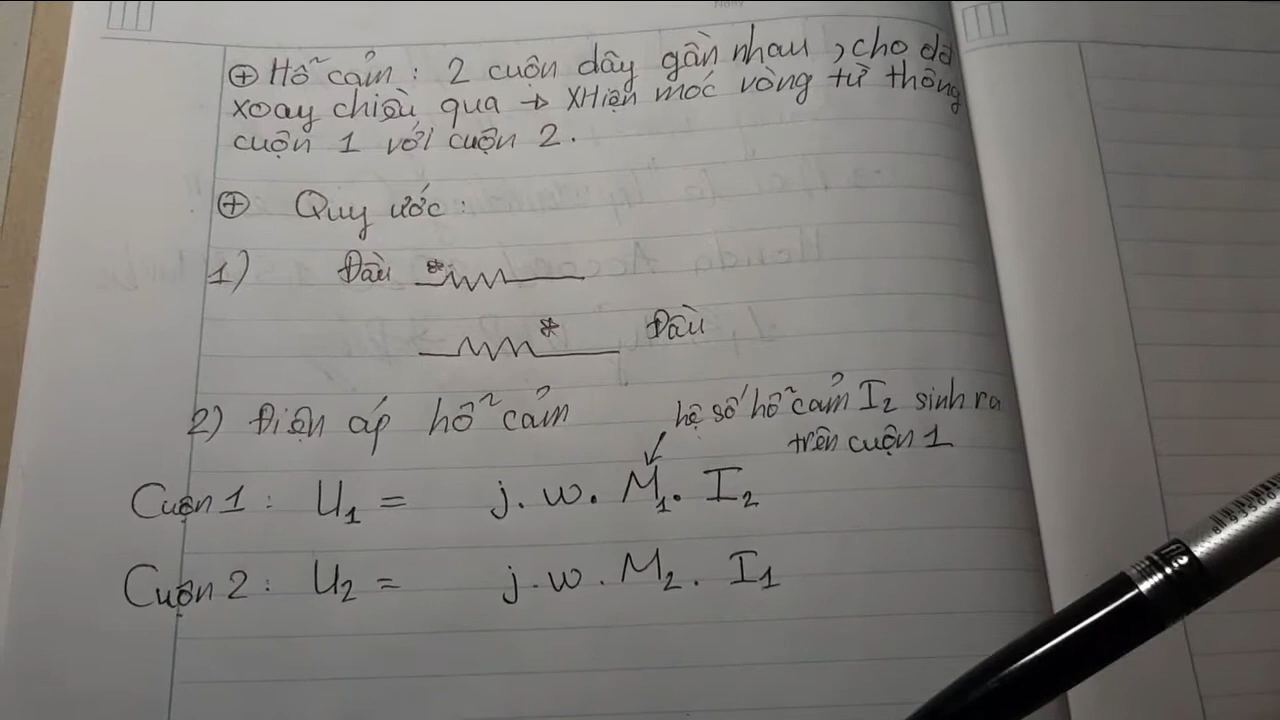 ⊕ Hỗ cảm : 2 cuộn dây gần nhau , cho dđ
xoay chiều qua → XHiện móc vòng từ thông
cuộn 1 với cuộn 2 .
⊕ Quy ước :
1) Đầu *
* Đầu
2) Điện áp hỗ cảm
hệ số hỗ cảm I₂ sinh ra
trên cuộn 1
Cuộn 1 : U₁ = j. w. M₁. I₂
Cuộn 2 : U₂ = j. w. M₂. I₁